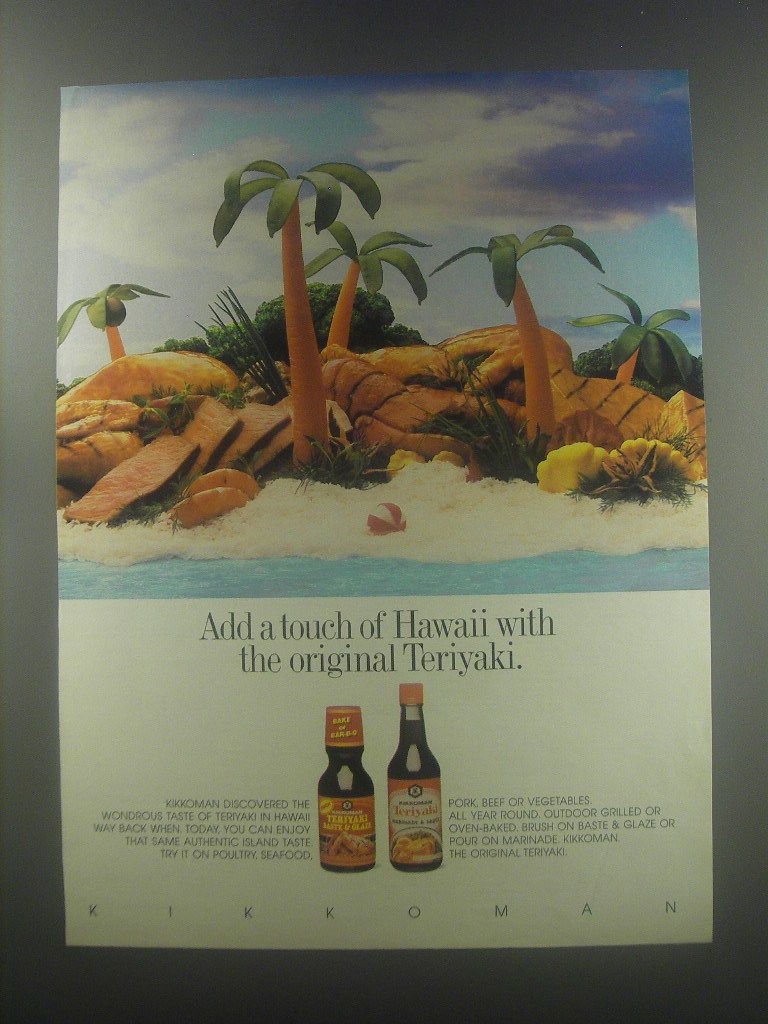 Add a touch of Hawaii with
the original Teriyaki.
BAKE
OR
BAR-B-Q
KIKKOMAN
TERIYAKI
BASTE & GLAZE
KIKKOMAN
Teriyaki
MARINADE & SAUCE
KIKKOMAN DISCOVERED THE
WONDROUS TASTE OF TERIYAKI IN HAWAII
WAY BACK WHEN. TODAY, YOU CAN ENJOY
THAT SAME AUTHENTIC ISLAND TASTE.
TRY IT ON POULTRY, SEAFOOD,
PORK, BEEF OR VEGETABLES.
ALL YEAR ROUND. OUTDOOR GRILLED OR
OVEN-BAKED. BRUSH ON BASTE & GLAZE OR
POUR ON MARINADE. KIKKOMAN.
THE ORIGINAL TERIYAKI.
KIKKOMAN